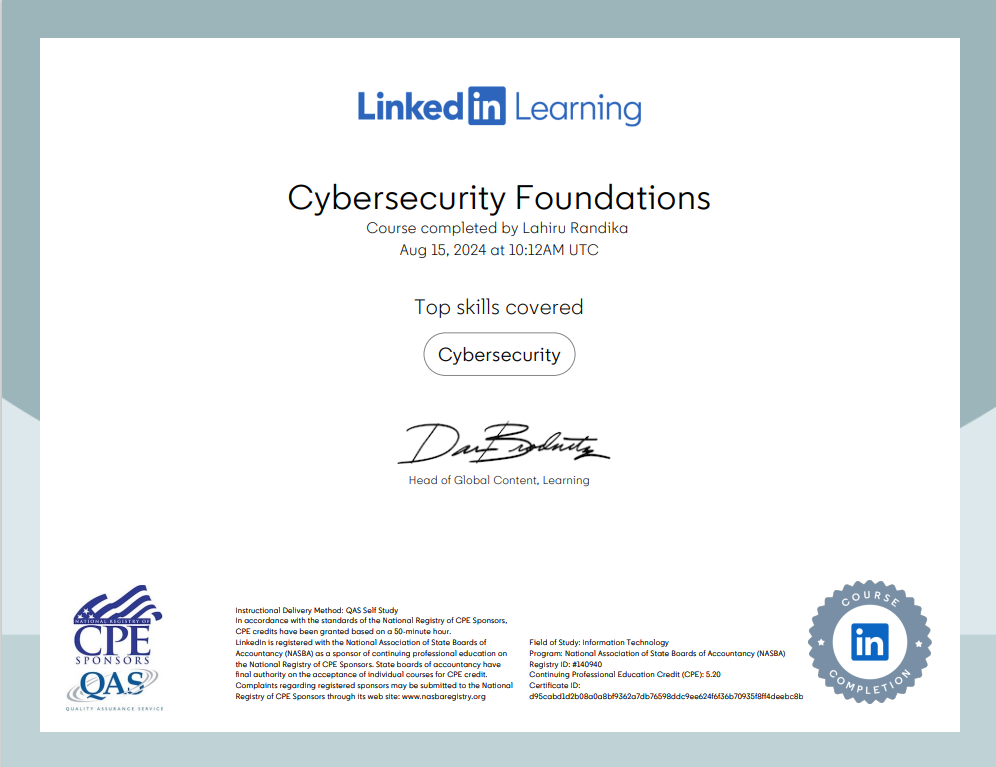 Linked in Learning
Cybersecurity Foundations
Course completed by Lahiru Randika
Aug 15, 2024 at 10:12AM UTC
Top skills covered
Cybersecurity
Dan Brodnitz
Head of Global Content, Learning
NATIONAL REGISTRY OF
CPE
SPONSORS
QAS
QUALITY ASSURANCE SERVICE
Instructional Delivery Method: QAS Self Study
In accordance with the standards of the National Registry of CPE Sponsors,
CPE credits have been granted based on a 50-minute hour.
LinkedIn is registered with the National Association of State Boards of
Accountancy (NASBA) as a sponsor of continuing professional education on
the National Registry of CPE Sponsors. State boards of accountancy have
final authority on the acceptance of individual courses for CPE credit.
Complaints regarding registered sponsors may be submitted to the National
Registry of CPE Sponsors through its web site: www.nasbaregistry.org
Field of Study: Information Technology
Program: National Association of State Boards of Accountancy (NASBA)
Registry ID: #140940
Continuing Professional Education Credit (CPE): 5.20
Certificate ID:
d95cabd1d2b08a0a8bf9362a7db76598ddc9ee624f6f36b70935f8ff4deebc8b
COURSE
in
COMPLETION